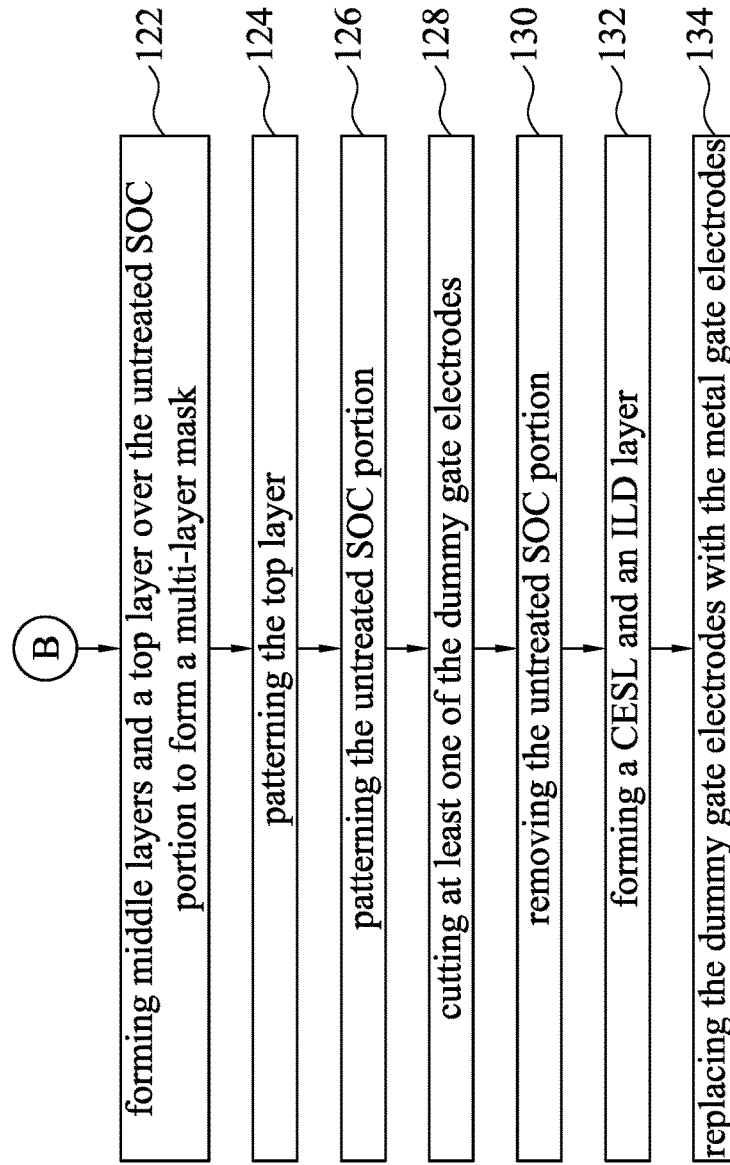 B
forming middle layers and a top layer over the untreated SOC
portion to form a multi-layer mask
122
patterning the top layer
124
patterning the untreated SOC portion
126
cutting at least one of the dummy gate electrodes
128
removing the untreated SOC portion
130
forming a CESL and an ILD layer
132
replacing the dummy gate electrodes with the metal gate electrodes
134